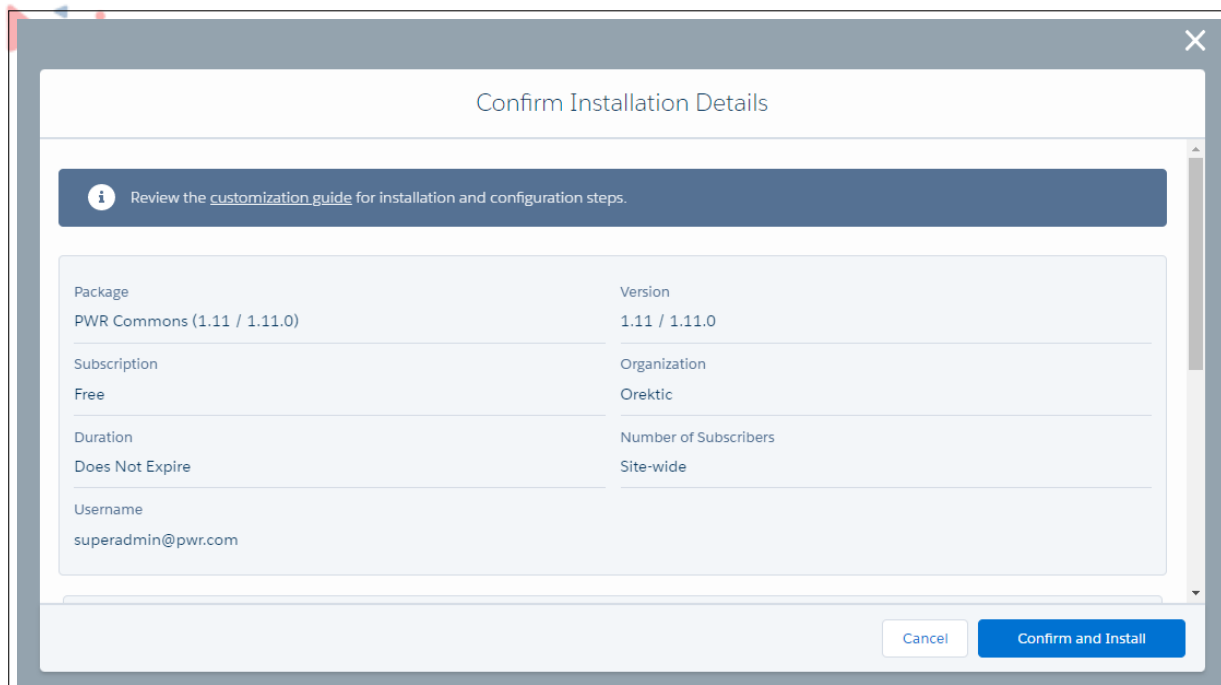 Confirm Installation Details
i Review the customization guide for installation and configuration steps.
Package
PWR Commons (1.11 / 1.11.0)
Version
1.11 / 1.11.0
Subscription
Free
Organization
Orektic
Duration
Does Not Expire
Number of Subscribers
Site-wide
Username
superadmin@pwr.com
Cancel
Confirm and Install